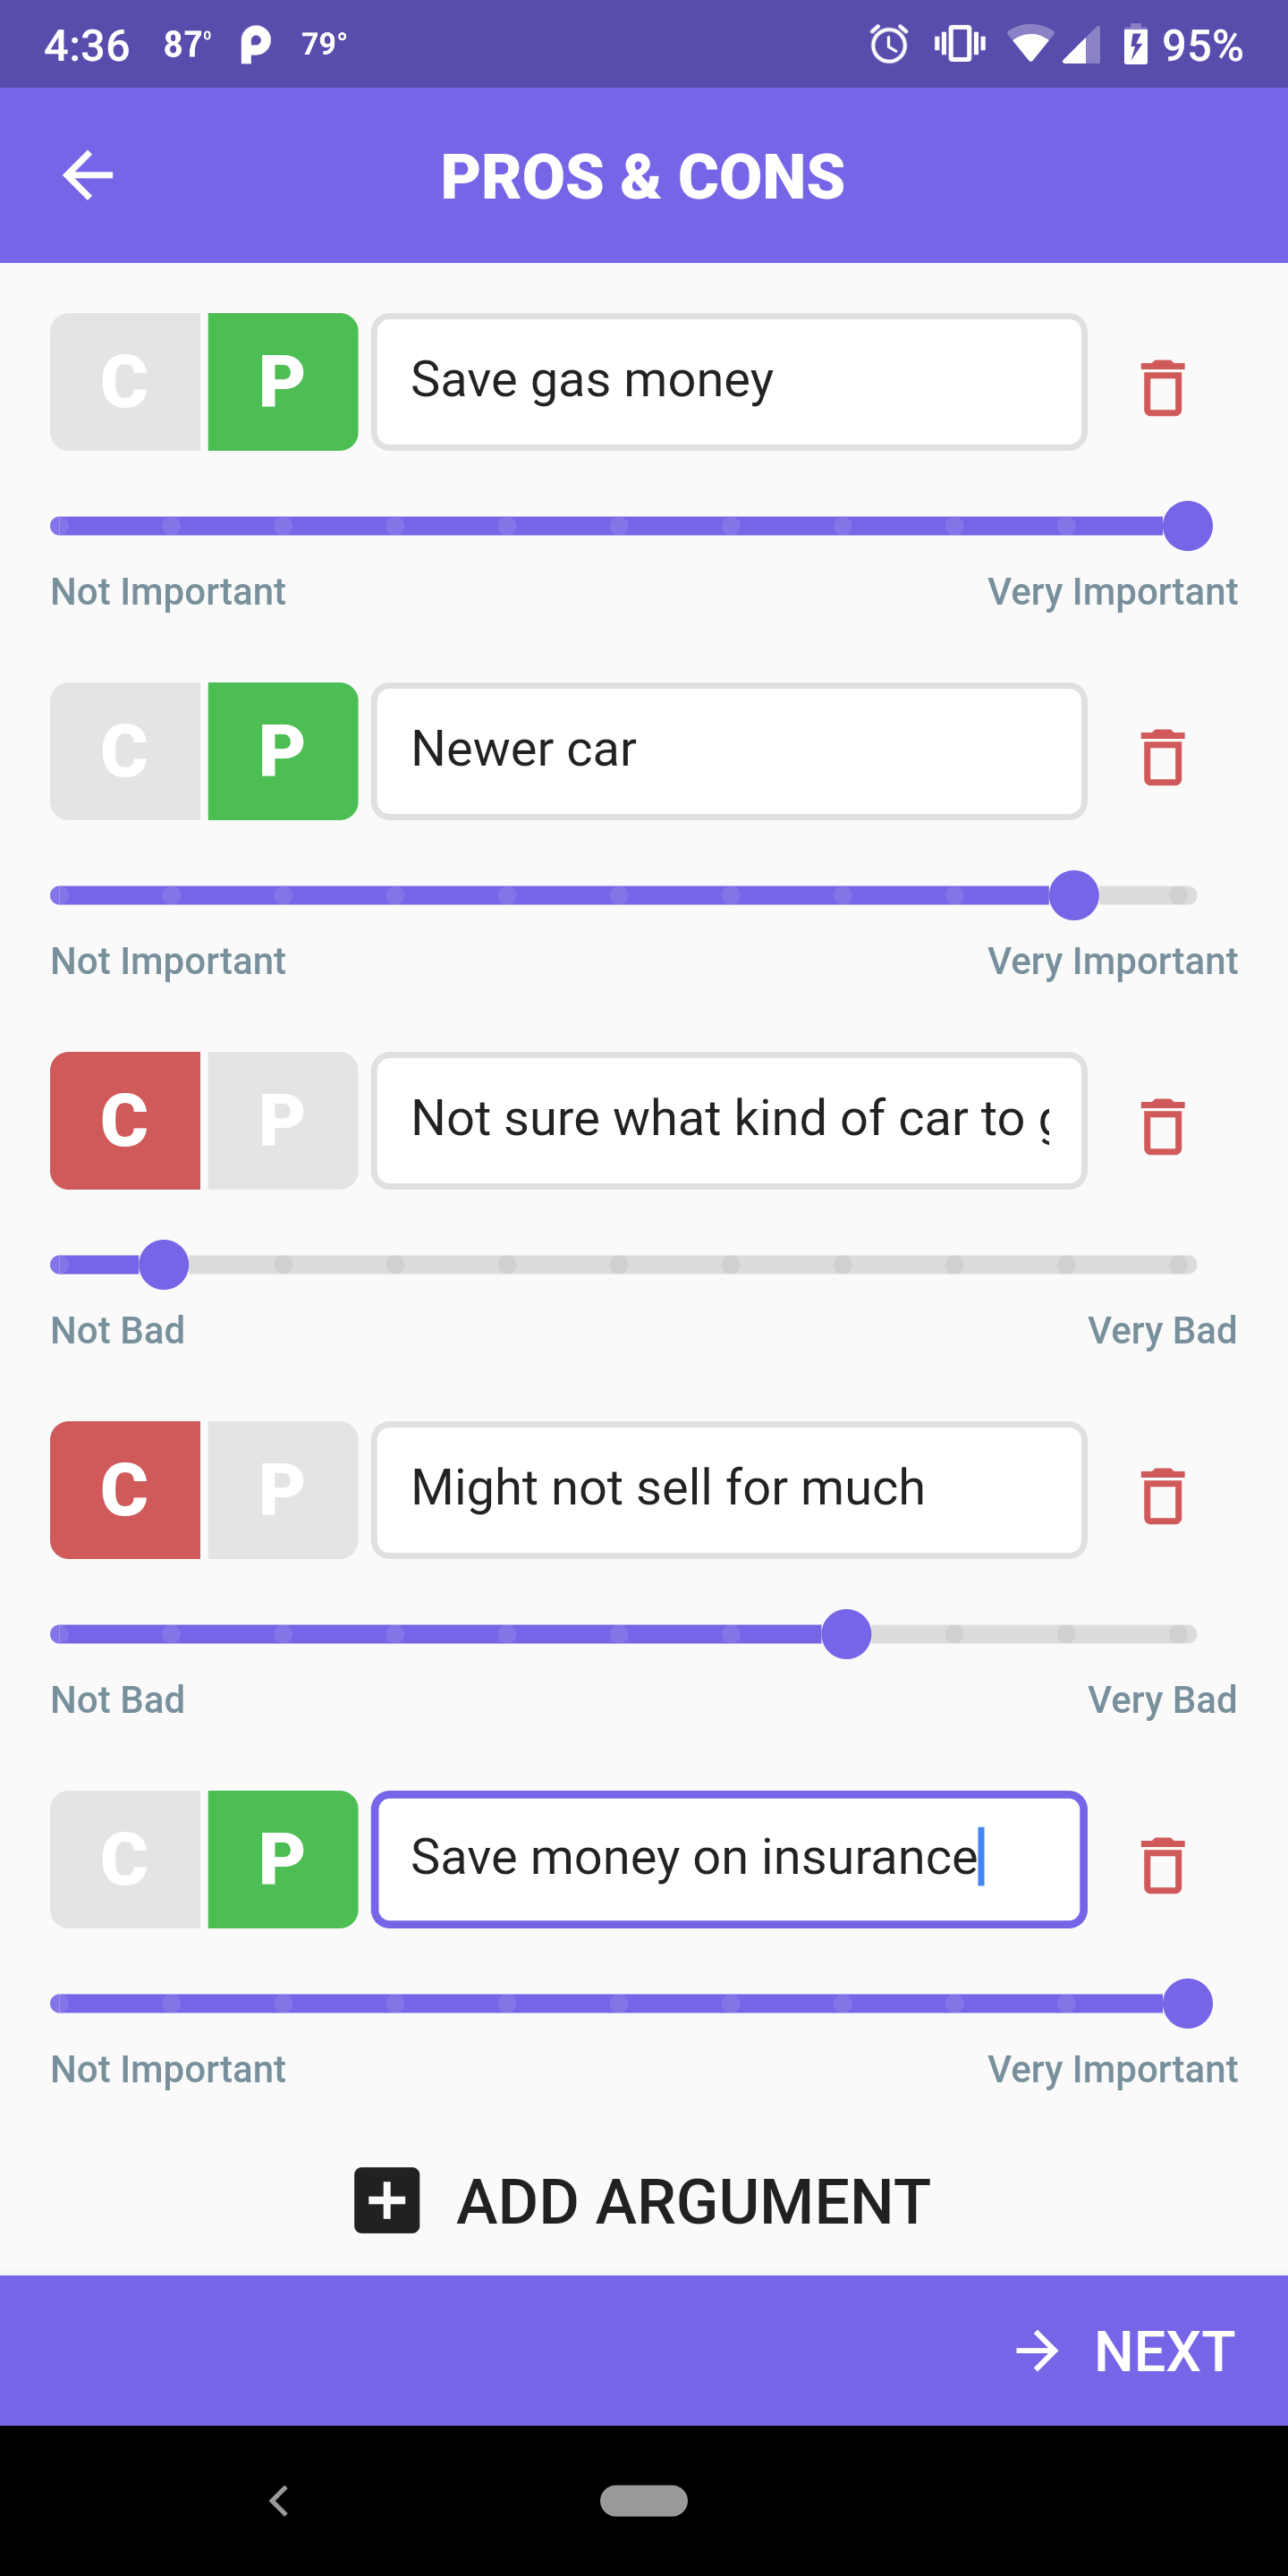 4:36 87° 79° 95%
PROS & CONS
C P Save gas money
Not Important Very Important
C P Newer car
Not Important Very Important
C P Not sure what kind of car to
Not Bad Very Bad
C P Might not sell for much
Not Bad Very Bad
C P Save money on insurance
Not Important Very Important
ADD ARGUMENT
NEXT